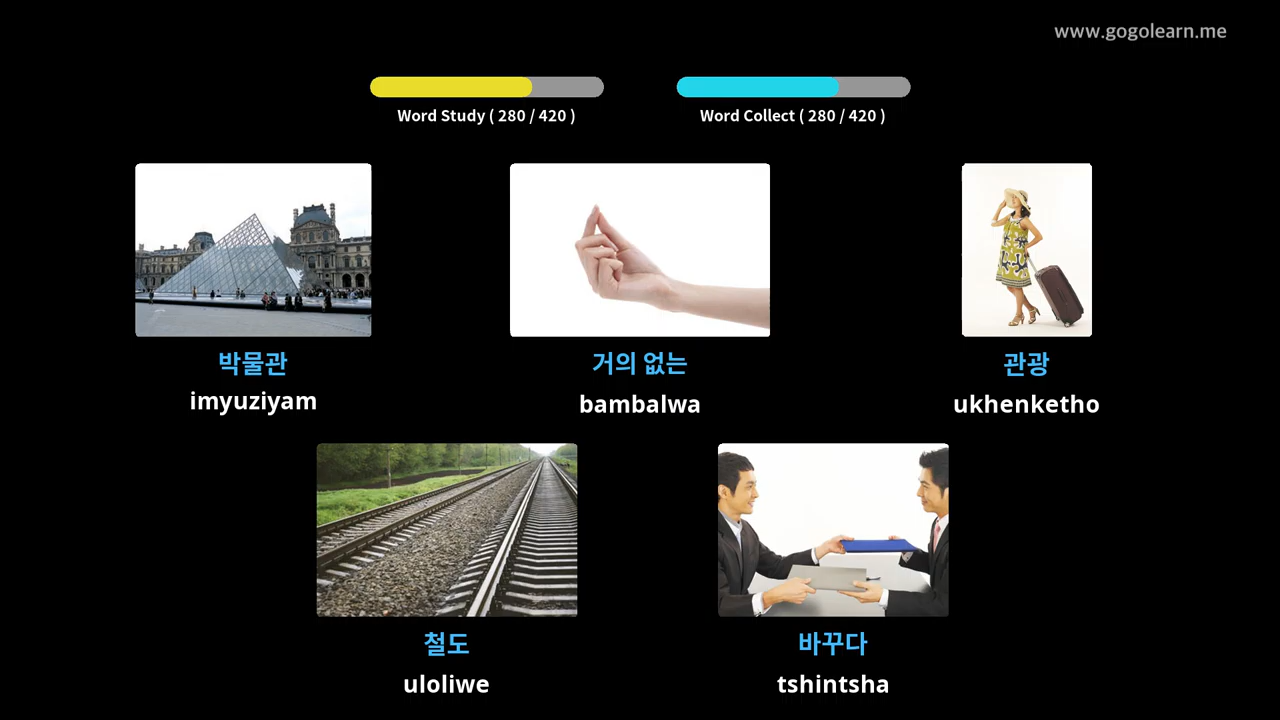 www.gogolearn.me
Word Study ( 280 / 420 )
Word Collect ( 280 / 420 )
박물관
imyuziyam
거의 없는
bambalwa
관광
ukhenketho
철도
uloliwe
바꾸다
tshintsha